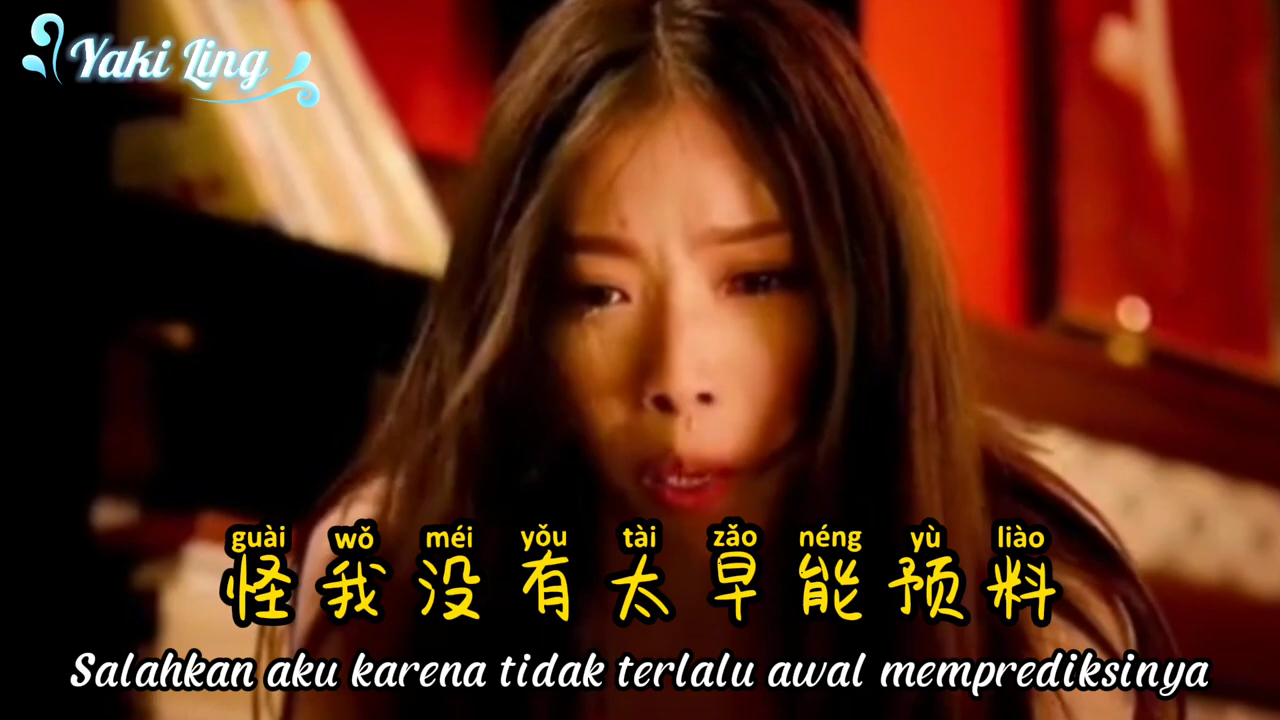 Yaki Ling
guài wǒ méi yǒu tài zǎo néng yù liào
怪我没有太早能预料
Salahkan aku karena tidak terlalu awal memprediksinya